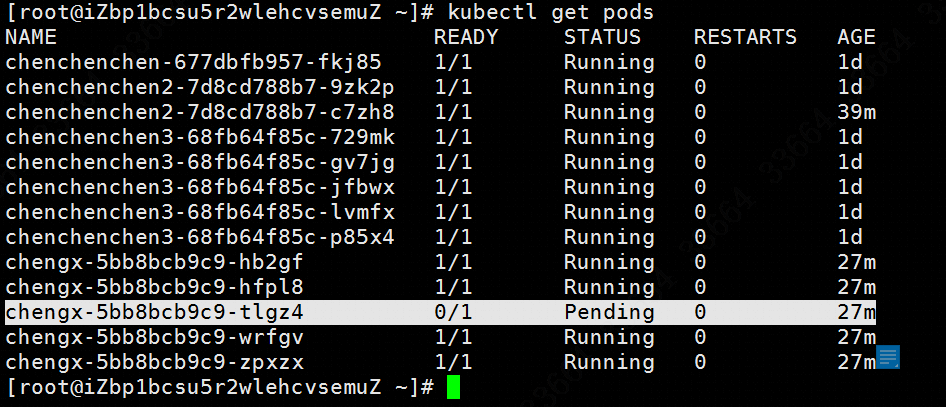 [root@iZbp1bcsu5r2wlehcvsemuZ ~]# kubectl get pods
NAME READY STATUS RESTARTS AGE
chenchenchen-677dbfb957-fkj85 1/1 Running 0 1d
chenchenchen2-7d8cd788b7-9zk2p 1/1 Running 0 1d
chenchenchen2-7d8cd788b7-c7zh8 1/1 Running 0 39m
chenchenchen3-68fb64f85c-729mk 1/1 Running 0 1d
chenchenchen3-68fb64f85c-gv7jg 1/1 Running 0 1d
chenchenchen3-68fb64f85c-jfbwx 1/1 Running 0 1d
chenchenchen3-68fb64f85c-lvmfx 1/1 Running 0 1d
chenchenchen3-68fb64f85c-p85x4 1/1 Running 0 1d
chengx-5bb8bcb9c9-hb2gf 1/1 Running 0 27m
chengx-5bb8bcb9c9-hfpl8 1/1 Running 0 27m
chengx-5bb8bcb9c9-tlgz4 0/1 Pending 0 27m
chengx-5bb8bcb9c9-wrfgv 1/1 Running 0 27m
chengx-5bb8bcb9c9-zpxzx 1/1 Running 0 27m
[root@iZbp1bcsu5r2wlehcvsemuZ ~]#